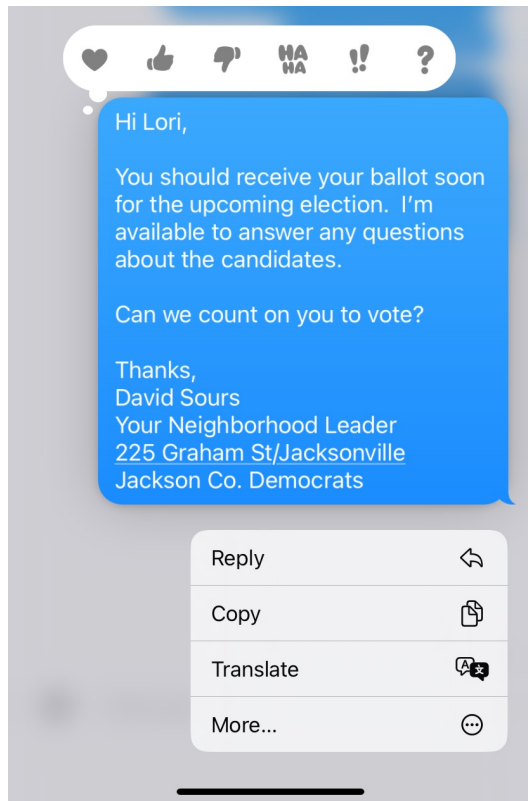 HA
HA
!!
?
Hi Lori,
You should receive your ballot soon
for the upcoming election.  I’m
available to answer any questions
about the candidates.
Can we count on you to vote?
Thanks,
David Sours
Your Neighborhood Leader
225 Graham St/Jacksonville
Jackson Co. Democrats
Reply
Copy
Translate
A 文
More...